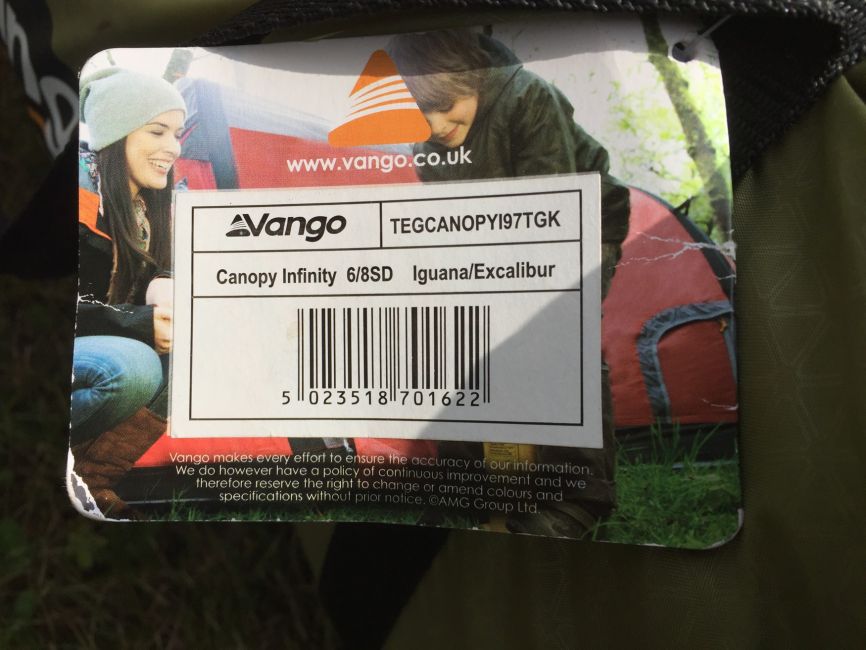 www.vango.co.uk
Vango
TEGCANOPYI97TGK
Canopy Infinity 6/8SD Iguana/Excalibur
5 023518 701622
Vango makes every effort to ensure the accuracy of our information.
We do however have a policy of continuous improvement and we
therefore reserve the right to change or amend colours and
specifications without prior notice. ©AMG Group Ltd.